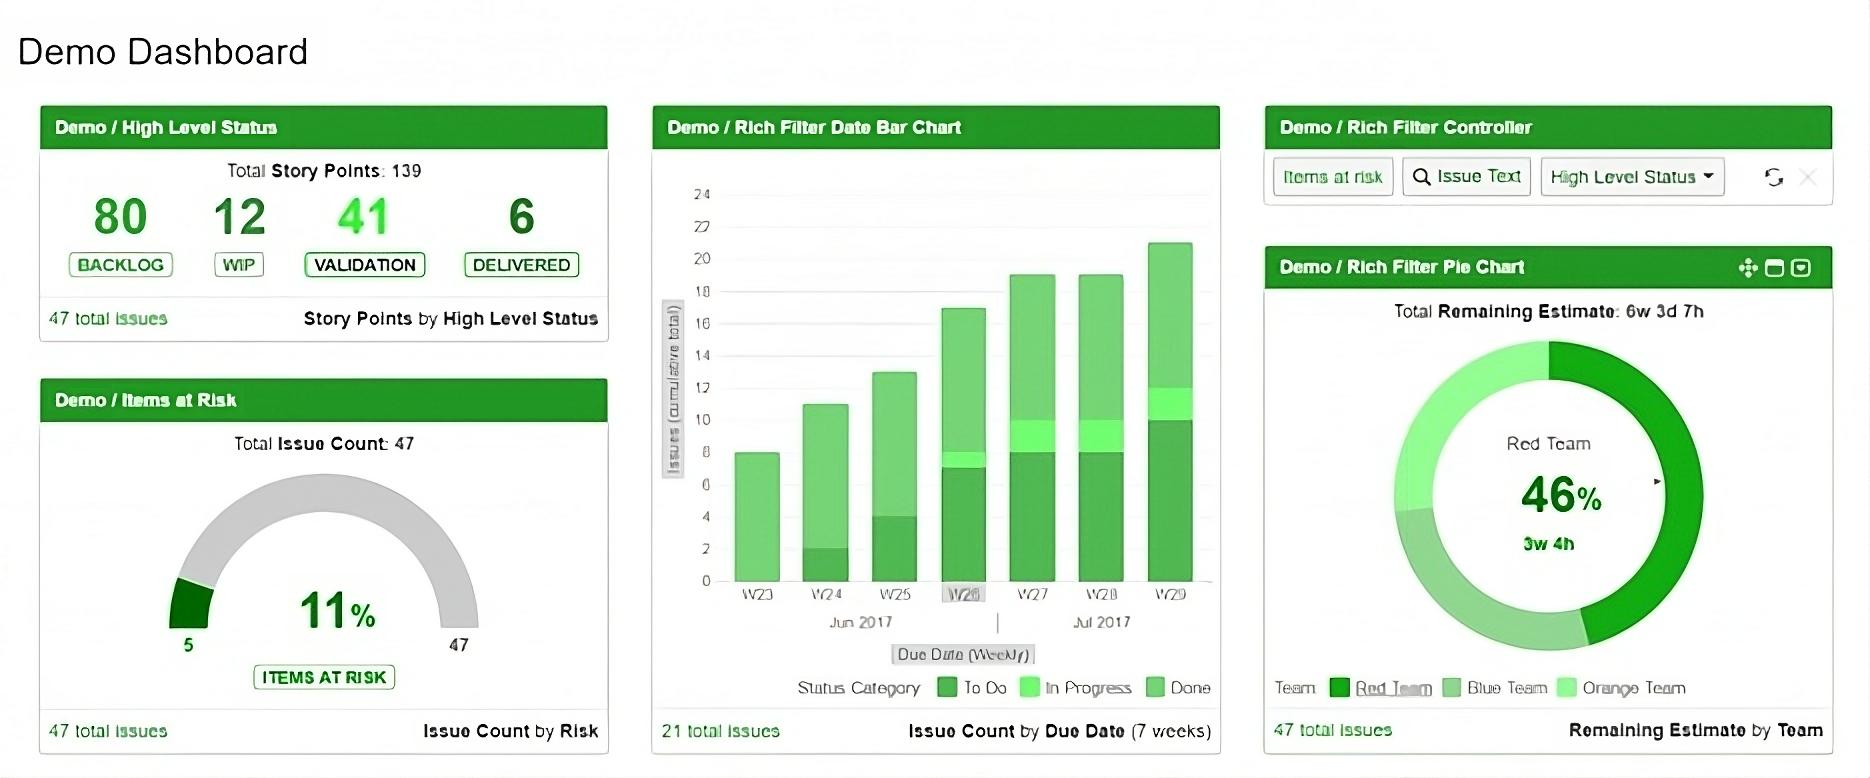 Demo Dashboard
Demo / High Level Status
Total Story Points: 139
80 12 41 6
BACKLOG WIP VALIDATION DELIVERED
47 total issues Story Points by High Level Status
Demo / Items at Risk
Total Issue Count: 47
11%
5 47
ITEMS AT RISK
47 total issues Issue Count by Risk
Demo / Rich Filter Date Bar Chart
24
22
20
18
16
14
12
10
8
6
4
2
0
Issues (cumulative total)
W23 W24 W25 W26 W27 W28 W29
Jun 2017 Jul 2017
Due Date (Weekly)
Status Category To Do In Progress Done
21 total issues Issue Count by Due Date (7 weeks)
Demo / Rich Filter Controller
Items at risk Issue Text High Level Status
Demo / Rich Filter Pie Chart
Total Remaining Estimate: 6w 3d 7h
Red Team
46%
3w 4h
Team Red Team Blue Team Orange Team
47 total issues Remaining Estimate by Team